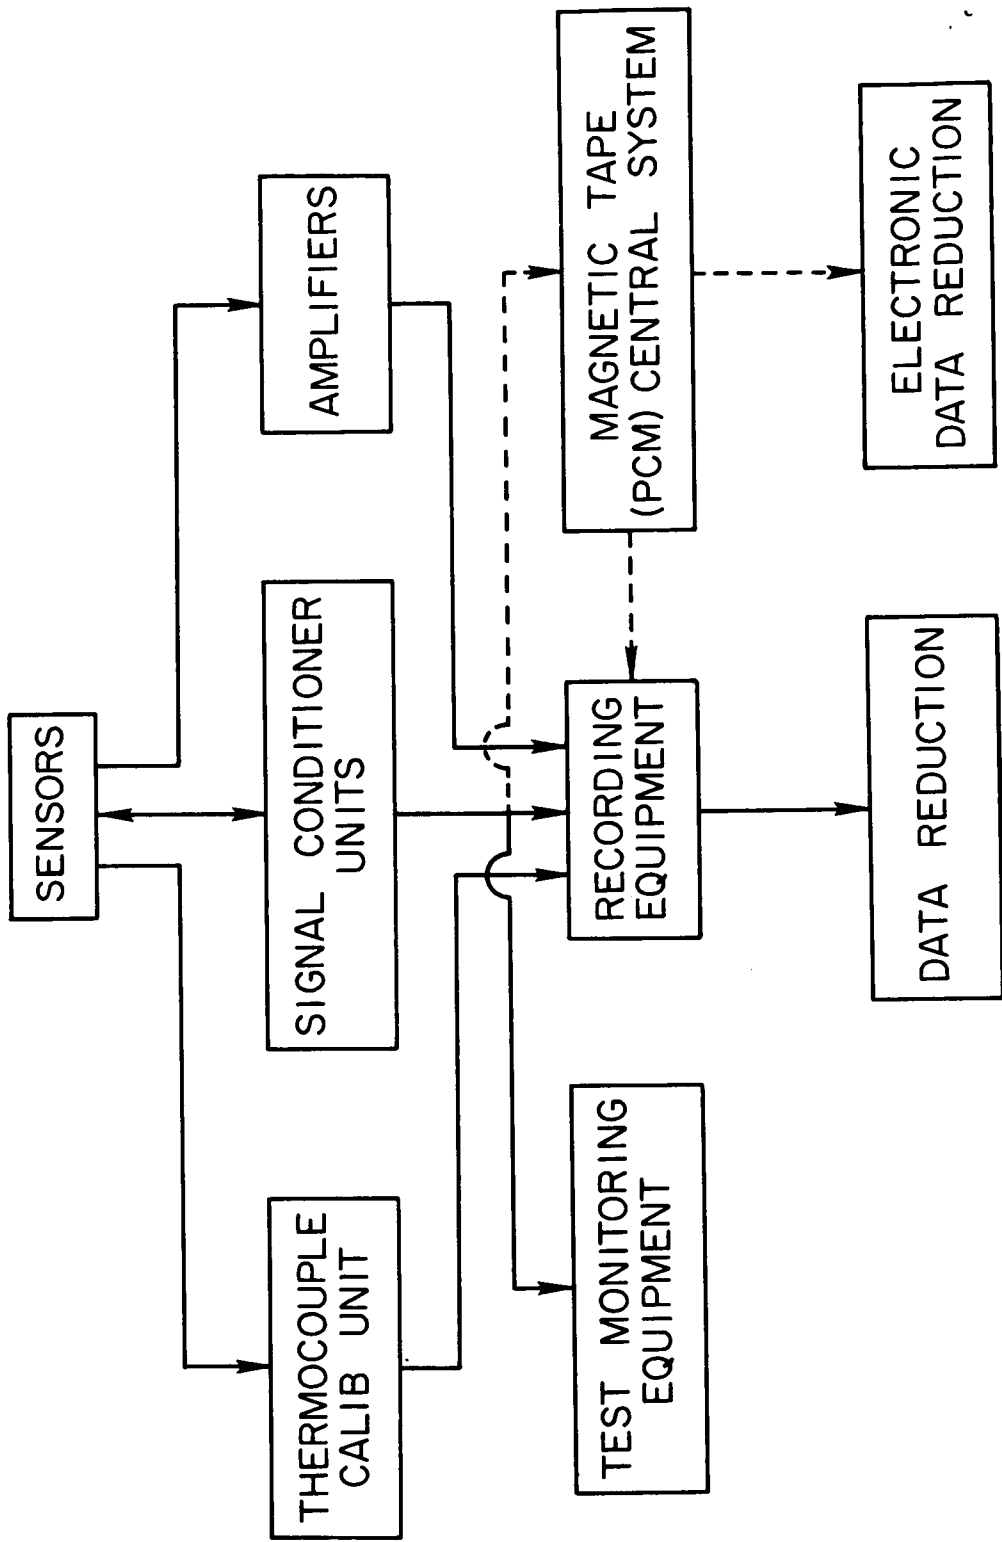 SENSORS
THERMOCOUPLE
CALIB UNIT
SIGNAL CONDITIONER
UNITS
AMPLIFIERS
TEST MONITORING
EQUIPMENT
RECORDING
EQUIPMENT
MAGNETIC TAPE
(PCM) CENTRAL SYSTEM
DATA REDUCTION
ELECTRONIC
DATA REDUCTION